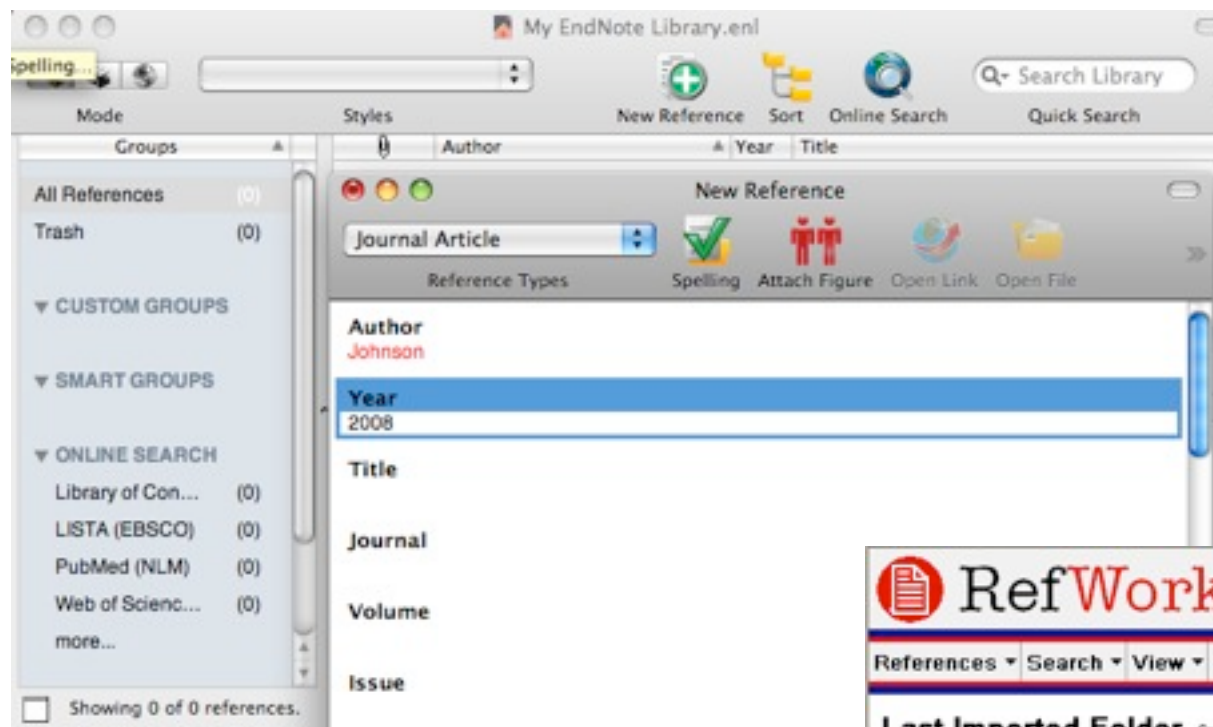 My EndNote Library.enl
Spelling...
Search Library
Mode
Styles
New Reference
Sort
Online Search
Quick Search
Groups
Author
Year
Title
All References (0)
Trash (0)
▼ CUSTOM GROUPS
▼ SMART GROUPS
▼ ONLINE SEARCH
Library of Con... (0)
LISTA (EBSCO) (0)
PubMed (NLM) (0)
Web of Scienc... (0)
more...
Showing 0 of 0 references.
New Reference
Journal Article
Reference Types
Spelling
Attach Figure
Open Link
Open File
Author
Johnson
Year
2008
Title
Journal
Volume
Issue
RefWork
References Search View
Last Imported Folder